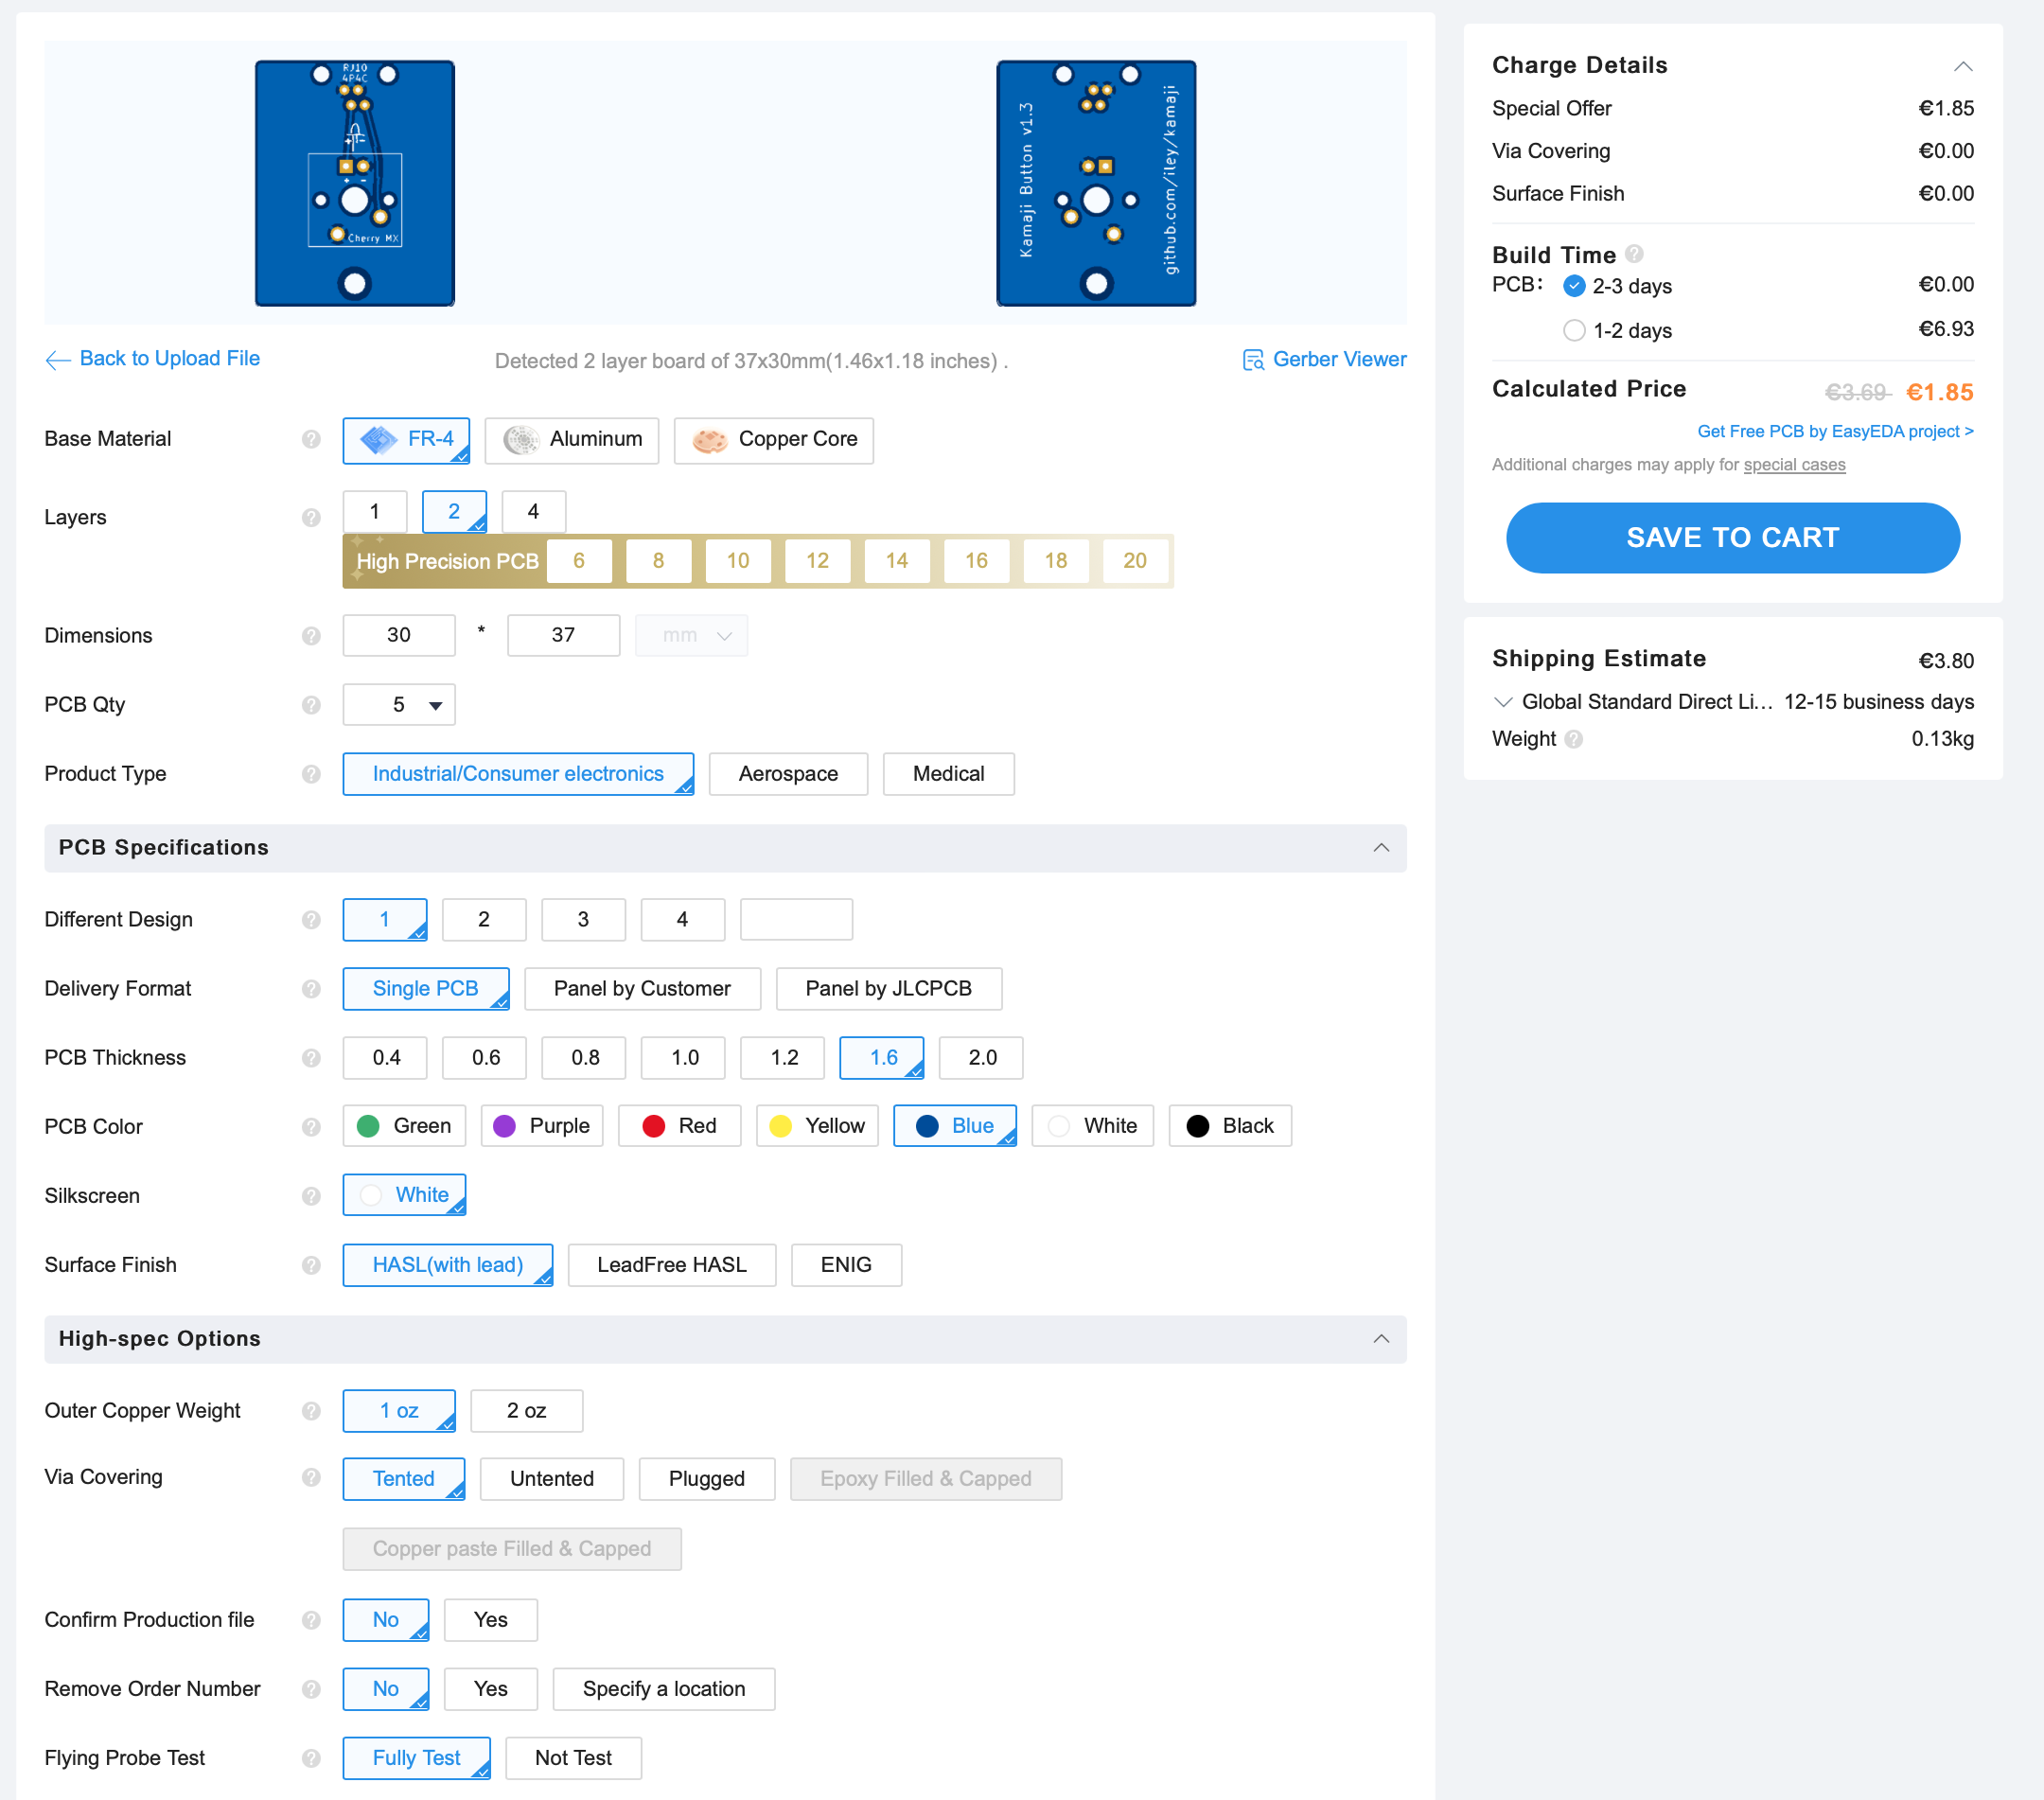 RJ10
4P4C
+ -
Cherry MX
Kamaji Button v1.3
github.com/iley/kamaji
Back to Upload File
Detected 2 layer board of 37x30mm(1.46x1.18 inches) .
Gerber Viewer
Base Material ? FR-4 Aluminum Copper Core
Layers ? 1 2 4
High Precision PCB 6 8 10 12 14 16 18 20
Dimensions ? 30 * 37 mm
PCB Qty ? 5
Product Type ? Industrial/Consumer electronics Aerospace Medical
PCB Specifications
Different Design ? 1 2 3 4
Delivery Format ? Single PCB Panel by Customer Panel by JLCPCB
PCB Thickness ? 0.4 0.6 0.8 1.0 1.2 1.6 2.0
PCB Color ? Green Purple Red Yellow Blue White Black
Silkscreen ? White
Surface Finish ? HASL(with lead) LeadFree HASL ENIG
High-spec Options
Outer Copper Weight ? 1 oz 2 oz
Via Covering ? Tented Untented Plugged Epoxy Filled & Capped
Copper paste Filled & Capped
Confirm Production file ? No Yes
Remove Order Number ? No Yes Specify a location
Flying Probe Test ? Fully Test Not Test
Charge Details
Special Offer €1.85
Via Covering €0.00
Surface Finish €0.00
Build Time ?
PCB: 2-3 days €0.00
1-2 days €6.93
Calculated Price €3.69 €1.85
Get Free PCB by EasyEDA project >
Additional charges may apply for special cases
SAVE TO CART
Shipping Estimate €3.80
Global Standard Direct Li... 12-15 business days
Weight ? 0.13kg